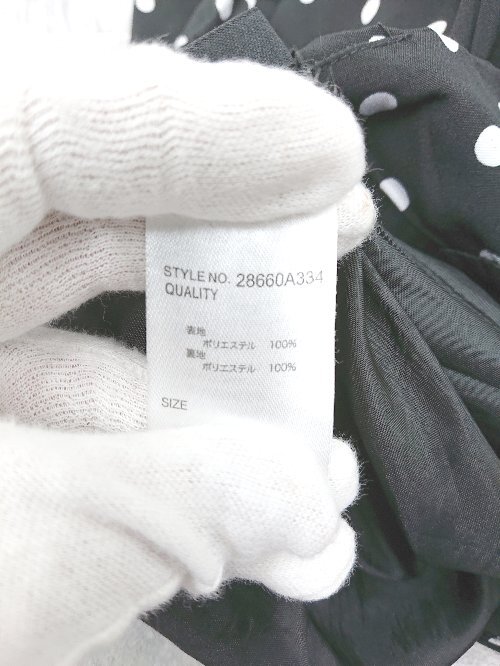 STYLE NO. 28660A334
QUALITY
表地
ポリエステル 100%
裏地
ポリエステル 100%
SIZE